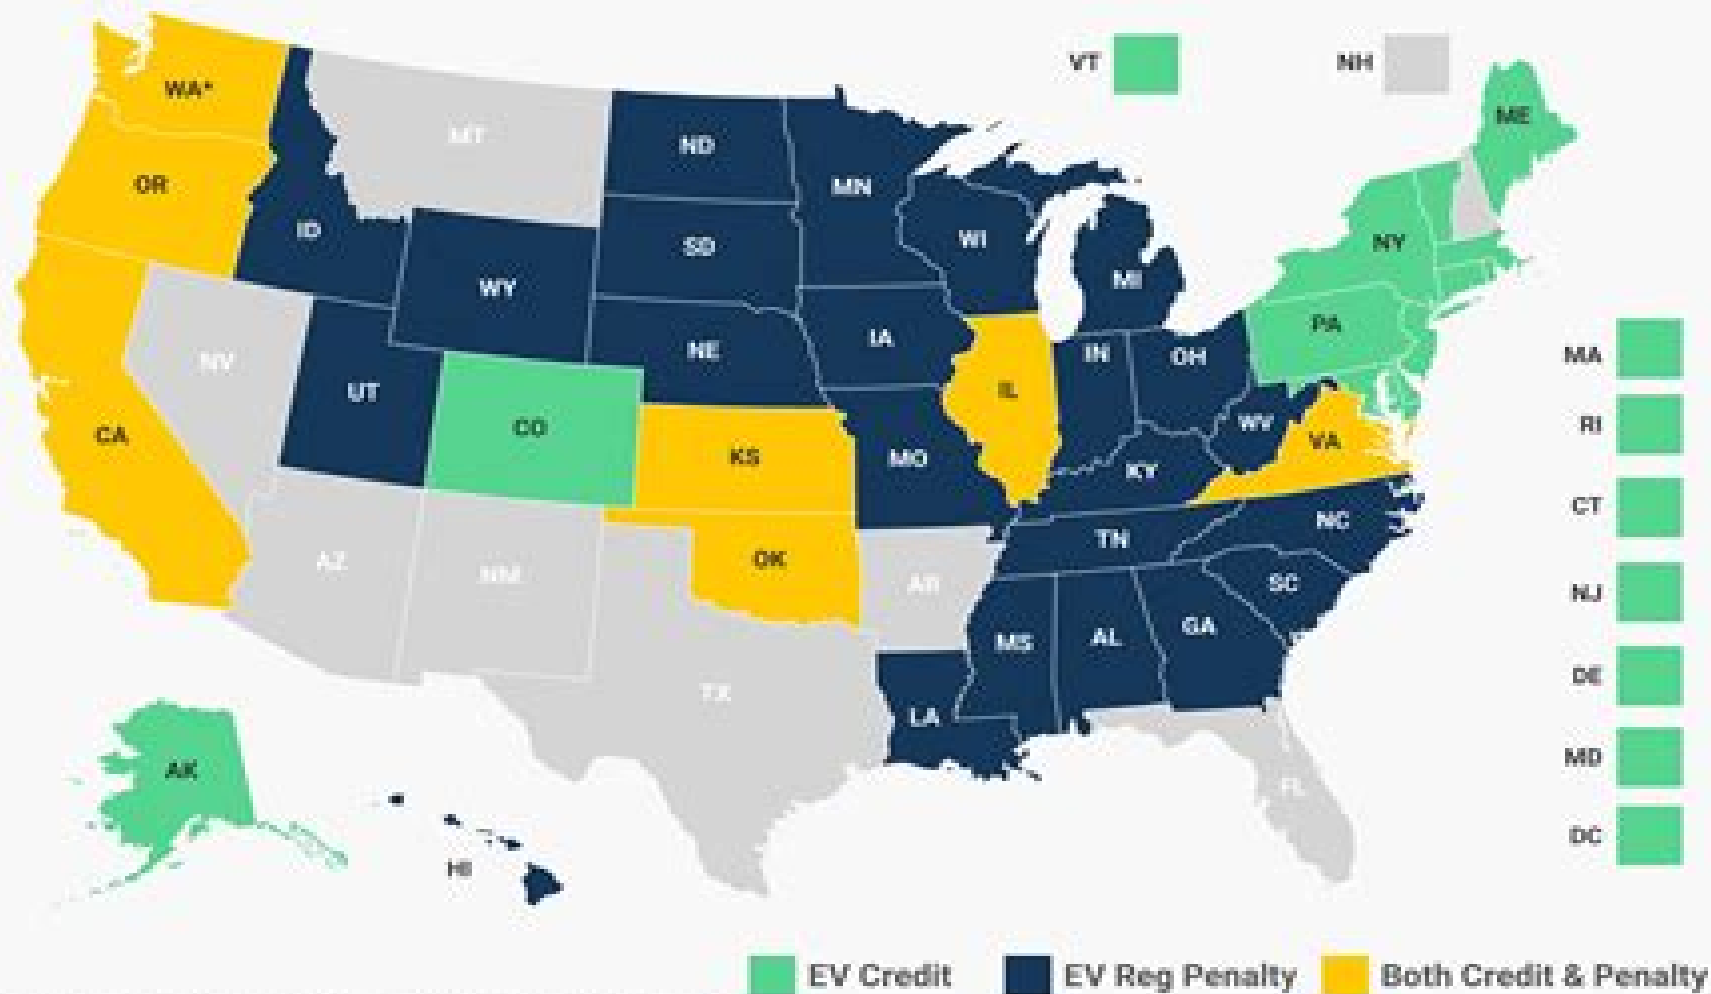 VT
NH
ME
WA*
MT
ND
MN
OR
ID
SD
WI
NY
MI
WY
PA
IA
NE
IN
OH
MA
NV
UT
IL
CO
WV
RI
CA
KS
MO
VA
KY
CT
NC
TN
AZ
NM
OK
AR
SC
NJ
MS
AL
GA
DE
TX
LA
MD
AK
FL
DC
HI
EV Credit
EV Reg Penalty
Both Credit & Penalty